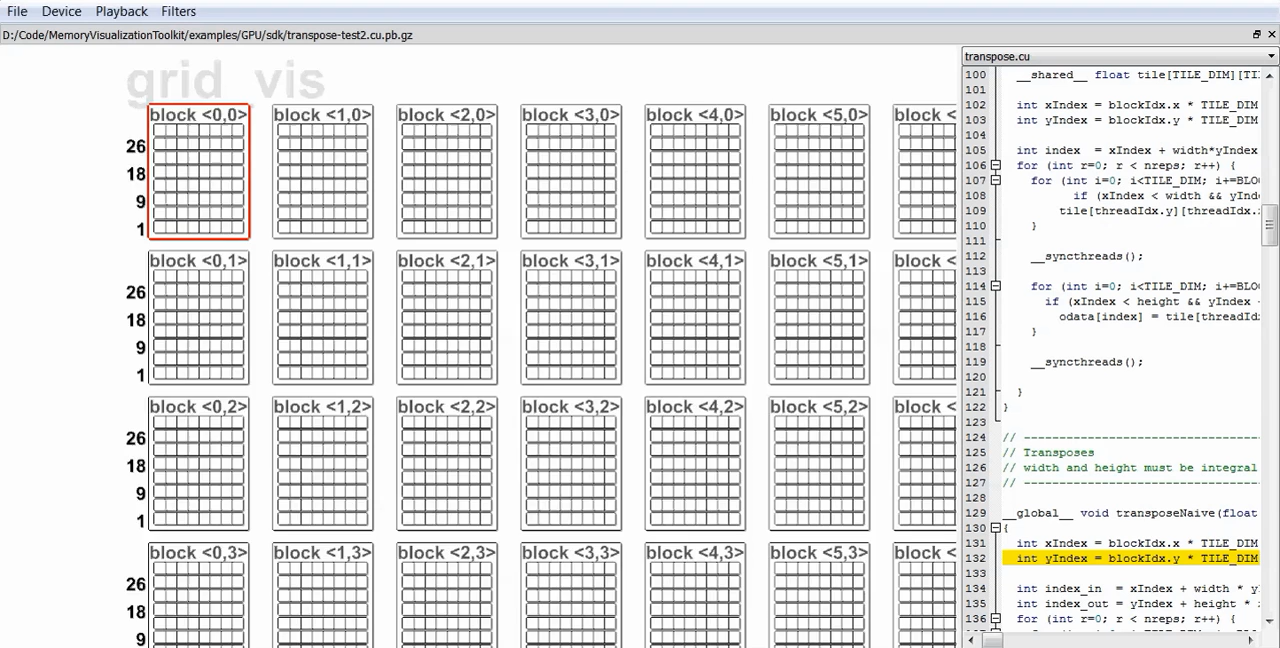 File Device Playback Filters
D:/Code/MemoryVisualizationToolkit/examples/GPU/sdk/transpose-test2.cu.pb.gz
grid_vis
block <0,0> block <1,0> block <2,0> block <3,0> block <4,0> block <5,0> block <
26
18
9
1
block <0,1> block <1,1> block <2,1> block <3,1> block <4,1> block <5,1> block <
26
18
9
1
block <0,2> block <1,2> block <2,2> block <3,2> block <4,2> block <5,2> block <
26
18
9
1
block <0,3> block <1,3> block <2,3> block <3,3> block <4,3> block <5,3> block <
26
18
9
transpose.cu
100 __shared__ float tile[TILE_DIM][TI
101
102 int xIndex = blockIdx.x * TILE_DIM
103 int yIndex = blockIdx.y * TILE_DIM
104
105 int index  = xIndex + width*yIndex
106 for (int r=0; r < nreps; r++) {
107 for (int i=0; i<TILE_DIM; i+=BLO
108 if (xIndex < width && yInd
109 tile[threadIdx.y][threadIdx.
110 }
111
112 __syncthreads();
113
114 for (int i=0; i<TILE_DIM; i+=BLO
115 if (xIndex < height && yIndex
116 odata[index] = tile[threadId
117 }
118
119 __syncthreads();
120
121 }
122 }
123
124 // ----------------------------------
125 // Transposes
126 // width and height must be integral
127 // ----------------------------------
128
129 __global__ void transposeNaive(float
130 {
131 int xIndex = blockIdx.x * TILE_DIM
132 int yIndex = blockIdx.y * TILE_DIM
133
134 int index_in  = xIndex + width * y
135 int index_out = yIndex + height *
136 for (int r=0; r < nreps; r++) {